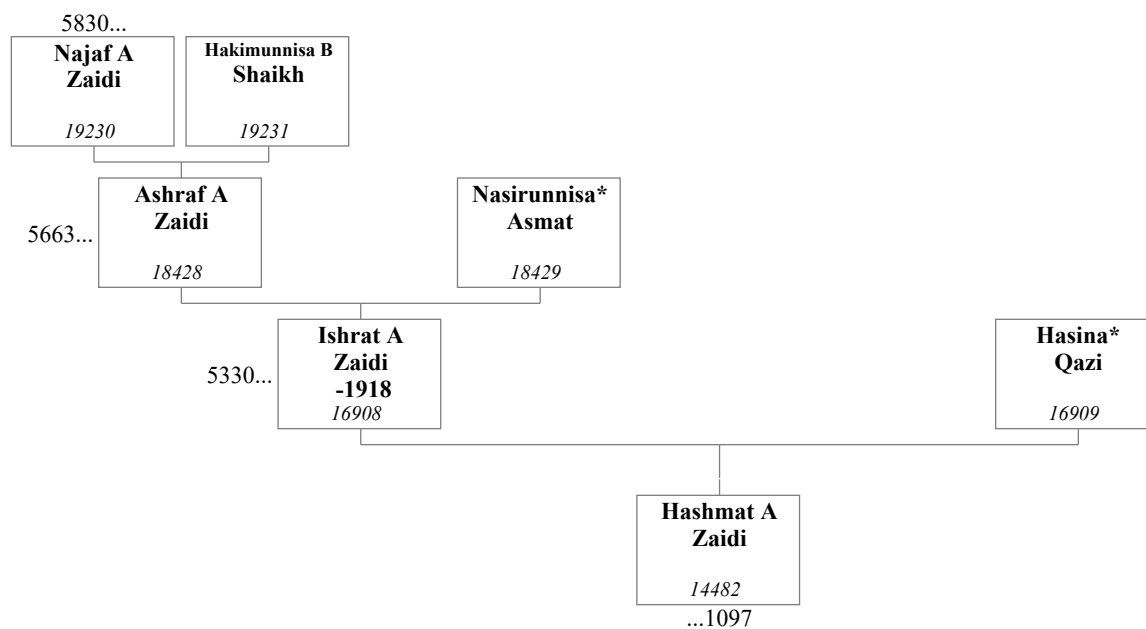 5830...
Najaf A
Zaidi
19230
Hakimunnisa B
Shaikh
19231
5663...
Ashraf A
Zaidi
18428
Nasirunnisa*
Asmat
18429
5330...
Ishrat A
Zaidi
-1918
16908
Hasina*
Qazi
16909
Hashmat A
Zaidi
14482
...1097